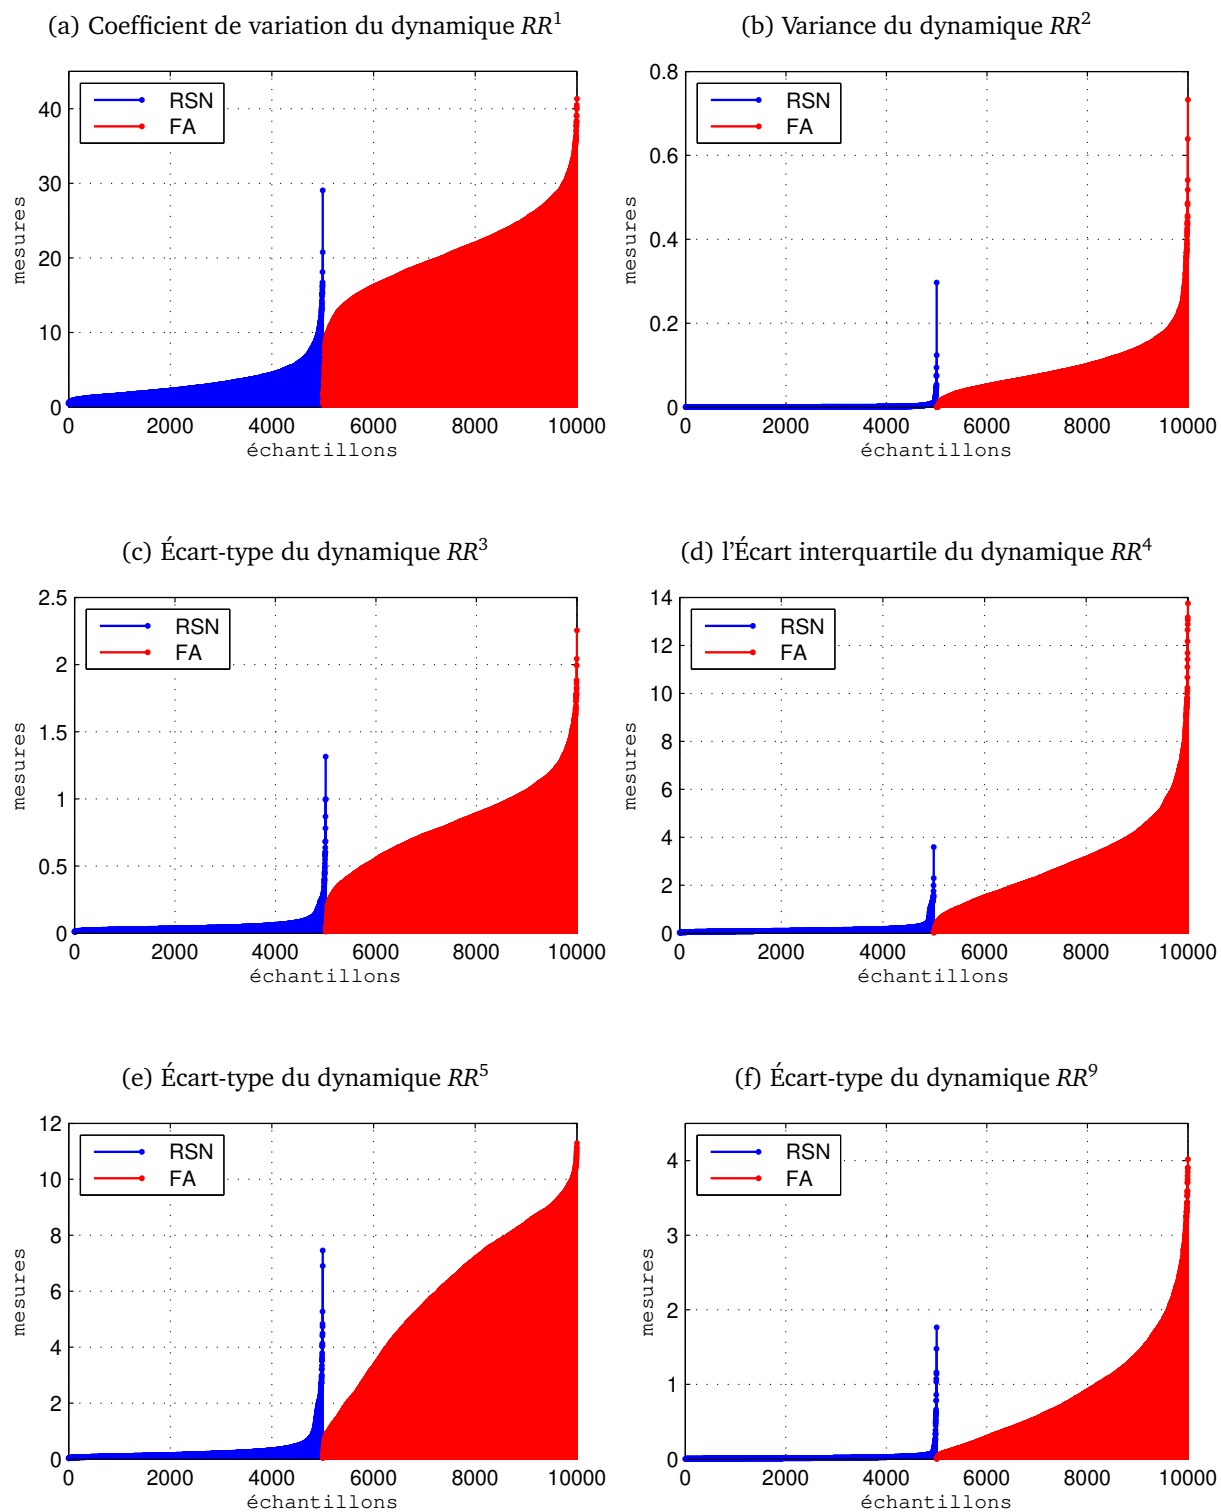 (a) Coefficient de variation du dynamique RR¹
(b) Variance du dynamique RR²
RSN
FA
40
30
20
10
0
mesures
0 2000 4000 6000 8000 10000
échantillons
RSN
FA
0.8
0.6
0.4
0.2
0
mesures
0 2000 4000 6000 8000 10000
échantillons
(c) Écart-type du dynamique RR³
(d) l'Écart interquartile du dynamique RR⁴
RSN
FA
2.5
2
1.5
1
0.5
0
mesures
0 2000 4000 6000 8000 10000
échantillons
RSN
FA
14
12
10
8
6
4
2
0
mesures
0 2000 4000 6000 8000 10000
échantillons
(e) Écart-type du dynamique RR⁵
(f) Écart-type du dynamique RR⁹
RSN
FA
12
10
8
6
4
2
0
mesures
0 2000 4000 6000 8000 10000
échantillons
RSN
FA
4
3
2
1
0
mesures
0 2000 4000 6000 8000 10000
échantillons